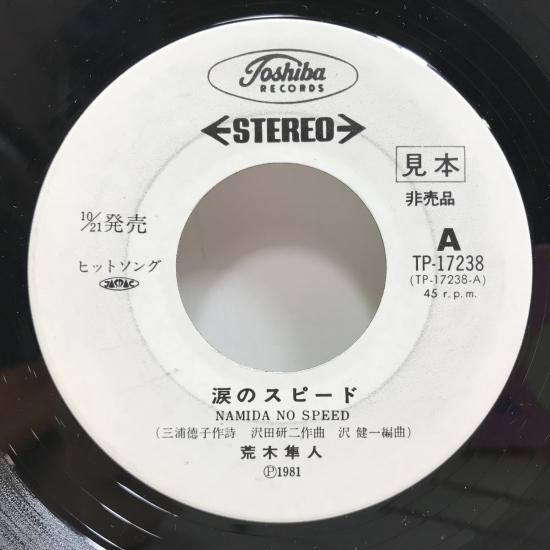 Toshiba
RECORDS
STEREO
見本
非売品
10/21発売
ヒットソング
JASRAC
A
TP-17238
(TP-17238-A)
45 r.p.m.
涙のスピード
NAMIDA NO SPEED
(三浦徳子作詩 沢田研二作曲 沢 健一編曲)
荒木隼人
Ⓟ1981